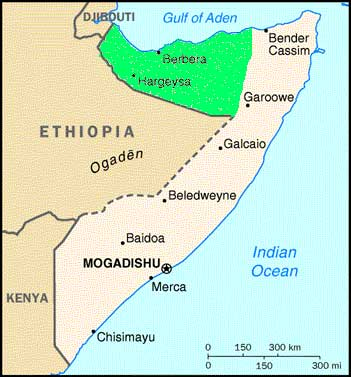 DJIBOUTI
Gulf of Aden
Bender
Cassim
Berbera
Hargeysa
Garoowe
ETHIOPIA
Galcaio
Ogadēn
Beledweyne
Baidoa
MOGADISHU
Indian
Ocean
Merca
KENYA
Chisimayu
0 150 300 km
0 150 300 mi